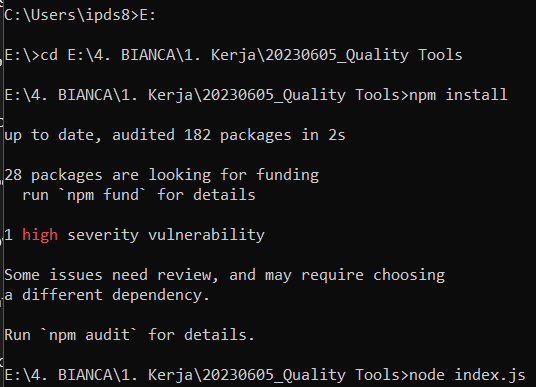 C:\Users\ipds8>E:
E:\>cd E:\4. BIANCA\1. Kerja\20230605_Quality Tools
E:\4. BIANCA\1. Kerja\20230605_Quality Tools>npm install
up to date, audited 182 packages in 2s
28 packages are looking for funding
  run `npm fund` for details
1 high severity vulnerability
Some issues need review, and may require choosing
a different dependency.
Run `npm audit` for details.
E:\4. BIANCA\1. Kerja\20230605_Quality Tools>node index.js